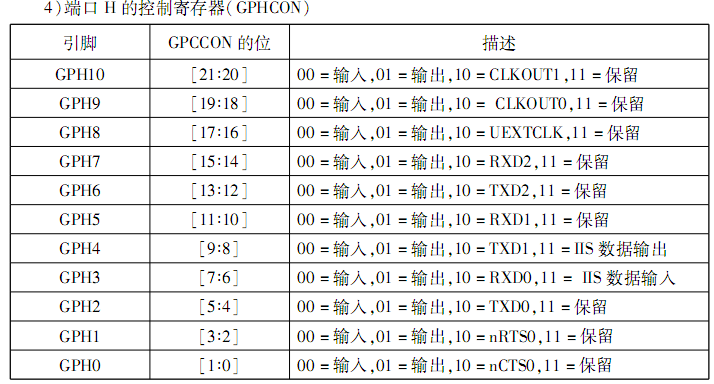 4)端口 H 的控制寄存器(GPHCON)
引脚 GPCCON 的位 描述
GPH10 [21:20] 00=输入,01=输出,10=CLKOUT1,11=保留
GPH9 [19:18] 00=输入,01=输出,10= CLKOUT0,11=保留
GPH8 [17:16] 00=输入,01=输出,10=UEXTCLK,11=保留
GPH7 [15:14] 00=输入,01=输出,10=RXD2,11=保留
GPH6 [13:12] 00=输入,01=输出,10=TXD2,11=保留
GPH5 [11:10] 00=输入,01=输出,10=RXD1,11=保留
GPH4 [9:8] 00=输入,01=输出,10=TXD1,11=IIS 数据输出
GPH3 [7:6] 00=输入,01=输出,10=RXD0,11= IIS 数据输入
GPH2 [5:4] 00=输入,01=输出,10=TXD0,11=保留
GPH1 [3:2] 00=输入,01=输出,10=nRTS0,11=保留
GPH0 [1:0] 00=输入,01=输出,10=nCTS0,11=保留